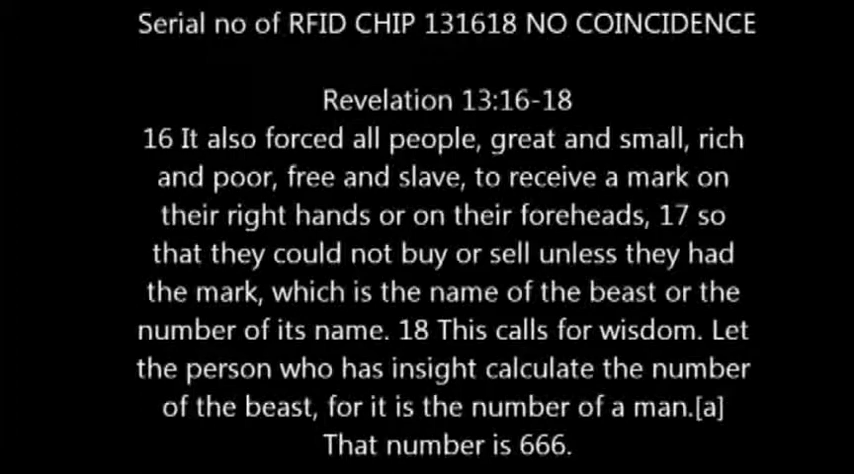 Serial no of RFID CHIP 131618 NO COINCIDENCE
Revelation 13:16-18
16 It also forced all people, great and small, rich
and poor, free and slave, to receive a mark on
their right hands or on their foreheads, 17 so
that they could not buy or sell unless they had
the mark, which is the name of the beast or the
number of its name. 18 This calls for wisdom. Let
the person who has insight calculate the number
of the beast, for it is the number of a man.[a]
That number is 666.